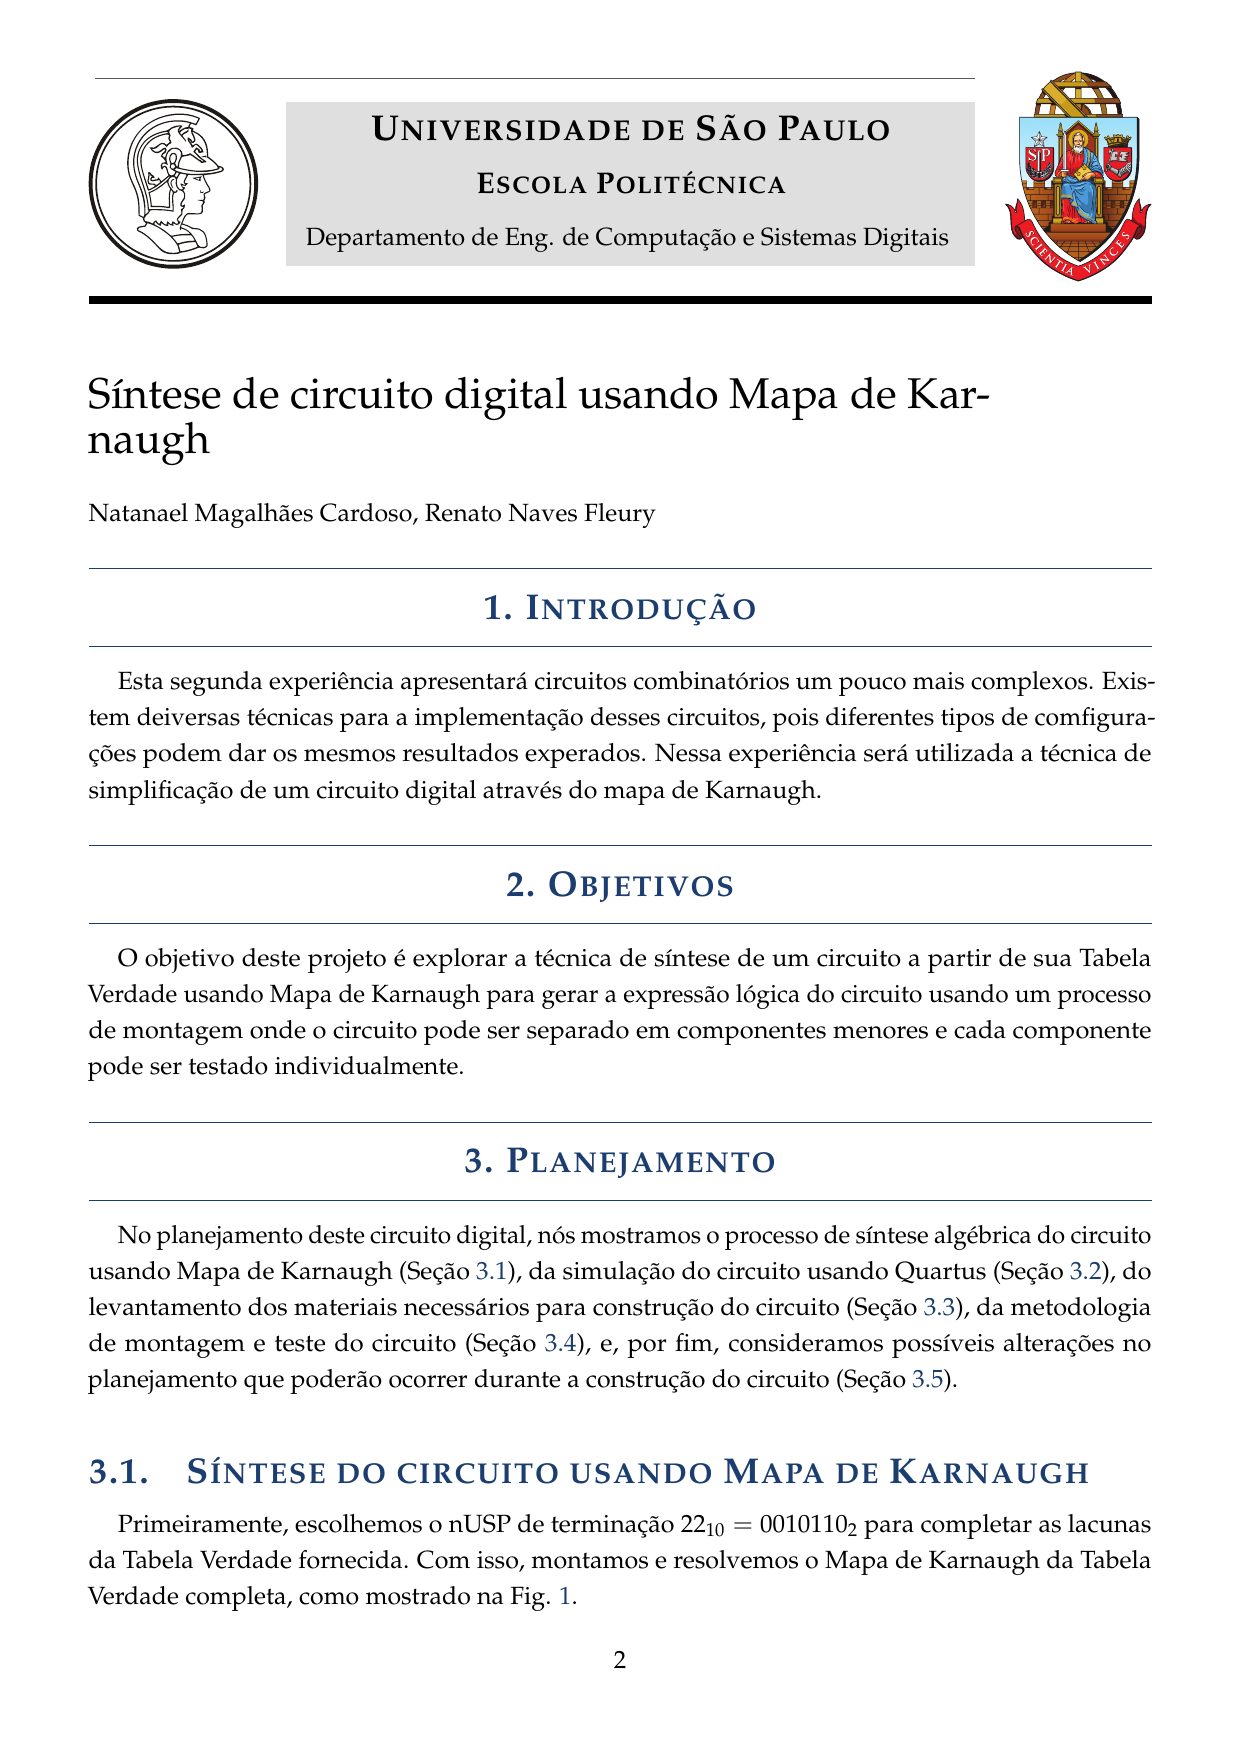 UNIVERSIDADE DE SÃO PAULO
ESCOLA POLITÉCNICA
Departamento de Eng. de Computação e Sistemas Digitais
SCIENTIA VINCES
Síntese de circuito digital usando Mapa de Kar-
naugh
Natanael Magalhães Cardoso, Renato Naves Fleury
1. INTRODUÇÃO
Esta segunda experiência apresentará circuitos combinatórios um pouco mais complexos. Exis-
tem deiversas técnicas para a implementação desses circuitos, pois diferentes tipos de comfigura-
ções podem dar os mesmos resultados experados. Nessa experiência será utilizada a técnica de
simplificação de um circuito digital através do mapa de Karnaugh.
2. OBJETIVOS
O objetivo deste projeto é explorar a técnica de síntese de um circuito a partir de sua Tabela
Verdade usando Mapa de Karnaugh para gerar a expressão lógica do circuito usando um processo
de montagem onde o circuito pode ser separado em componentes menores e cada componente
pode ser testado individualmente.
3. PLANEJAMENTO
No planejamento deste circuito digital, nós mostramos o processo de síntese algébrica do circuito
usando Mapa de Karnaugh (Seção 3.1), da simulação do circuito usando Quartus (Seção 3.2), do
levantamento dos materiais necessários para construção do circuito (Seção 3.3), da metodologia
de montagem e teste do circuito (Seção 3.4), e, por fim, consideramos possíveis alterações no
planejamento que poderão ocorrer durante a construção do circuito (Seção 3.5).
3.1. SÍNTESE DO CIRCUITO USANDO MAPA DE KARNAUGH
Primeiramente, escolhemos o nUSP de terminação 22₁₀ = 0010110₂ para completar as lacunas
da Tabela Verdade fornecida. Com isso, montamos e resolvemos o Mapa de Karnaugh da Tabela
Verdade completa, como mostrado na Fig. 1.
2